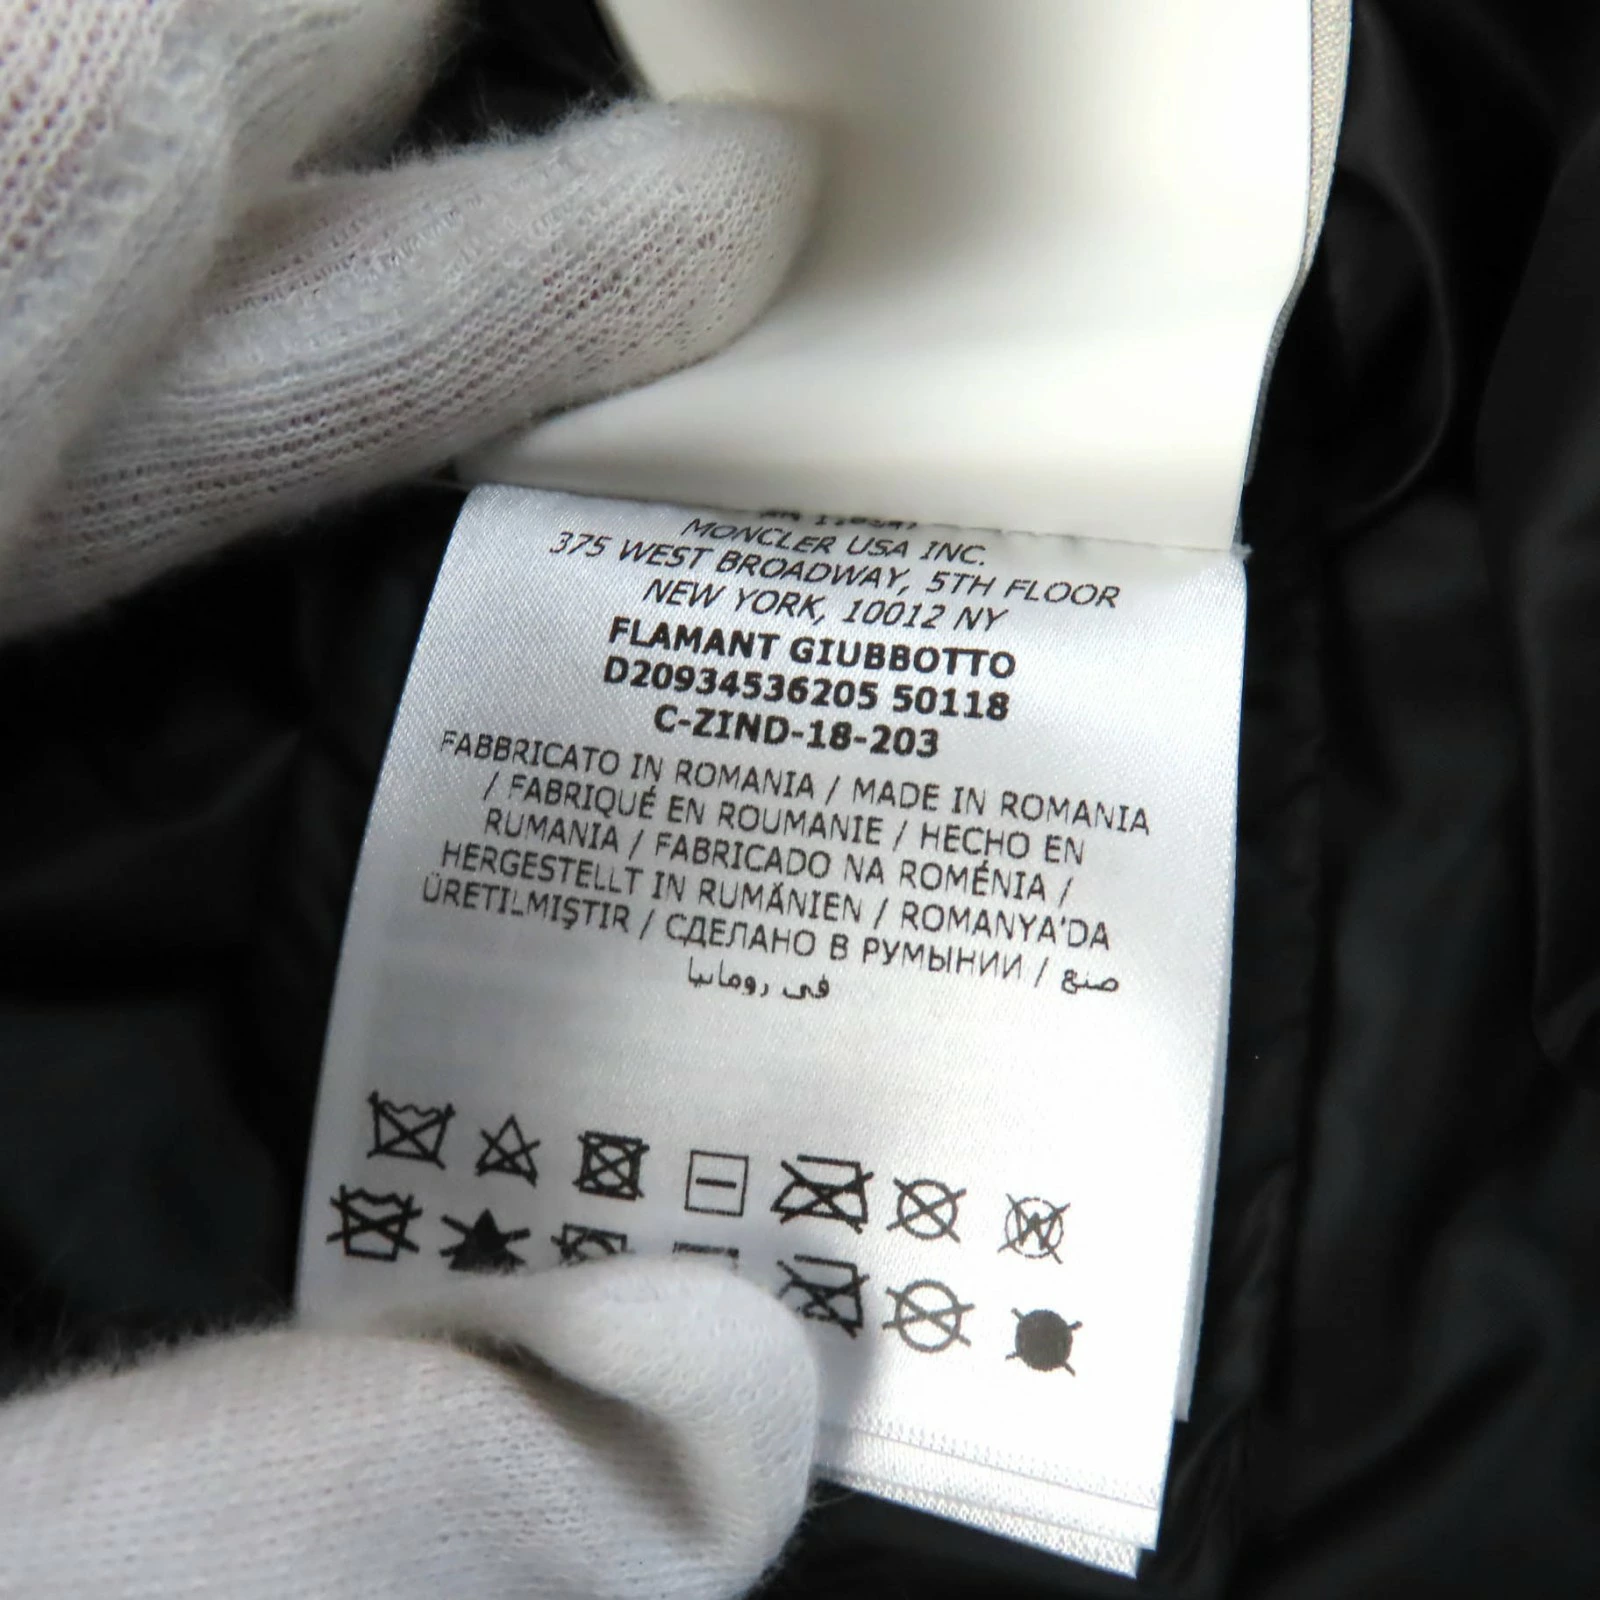 MONCLER USA INC.
375 WEST BROADWAY, 5TH FLOOR
NEW YORK, 10012 NY
FLAMANT GIUBBOTTO
D20934536205 50118
C-ZIND-18-203
FABBRICATO IN ROMANIA / MADE IN ROMANIA
/ FABRIQUÉ EN ROUMANIE / HECHO EN
RUMANIA / FABRICADO NA ROMÉNIA /
HERGESTELLT IN RUMÄNIEN / ROMANYA'DA
ÜRETILMIŞTIR / СДЕЛАНО В РУМЫНИИ / صنع
في رومانيا
W